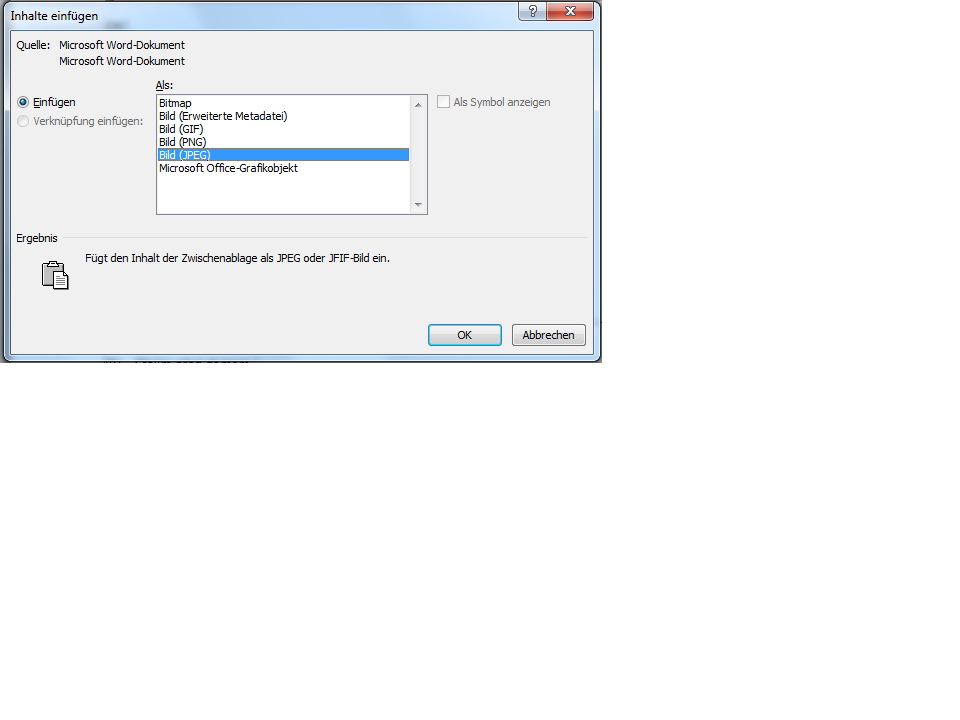 Inhalte einfügen
Quelle: Microsoft Word-Dokument
Microsoft Word-Dokument
Als:
Einfügen
Verknüpfung einfügen:
Bitmap
Bild (Erweiterte Metadatei)
Bild (GIF)
Bild (PNG)
Bild (JPEG)
Microsoft Office-Grafikobjekt
Als Symbol anzeigen
Ergebnis
Fügt den Inhalt der Zwischenablage als JPEG oder JFIF-Bild ein.
OK Abbrechen